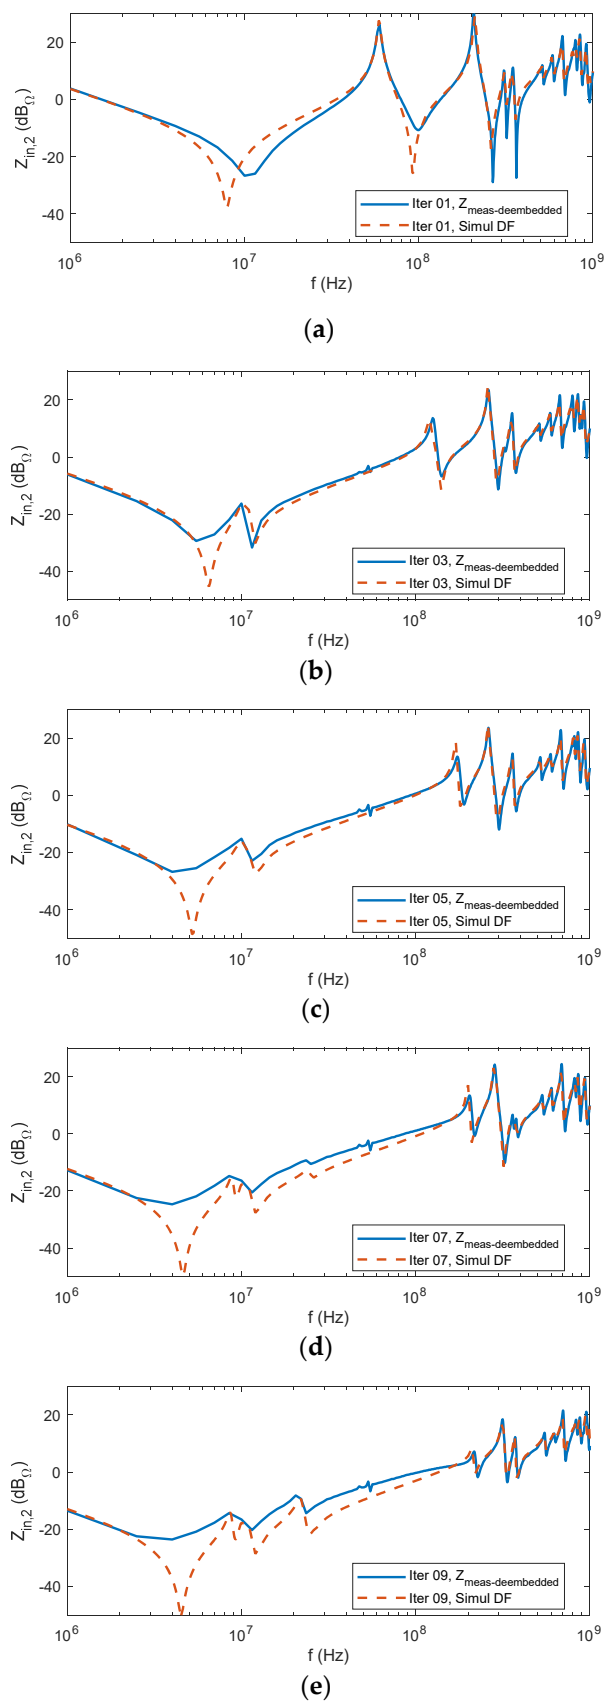 20
0
-20
-40
Z_in,2 (dB_Ω)
Iter 01, Z_meas-deembedded
Iter 01, Simul DF
10^6
10^7
10^8
10^9
f (Hz)
(a)
20
0
-20
-40
Z_in,2 (dB_Ω)
Iter 03, Z_meas-deembedded
Iter 03, Simul DF
10^6
10^7
10^8
10^9
f (Hz)
(b)
20
0
-20
-40
Z_in,2 (dB_Ω)
Iter 05, Z_meas-deembedded
Iter 05, Simul DF
10^6
10^7
10^8
10^9
f (Hz)
(c)
20
0
-20
-40
Z_in,2 (dB_Ω)
Iter 07, Z_meas-deembedded
Iter 07, Simul DF
10^6
10^7
10^8
10^9
f (Hz)
(d)
20
0
-20
-40
Z_in,2 (dB_Ω)
Iter 09, Z_meas-deembedded
Iter 09, Simul DF
10^6
10^7
10^8
10^9
f (Hz)
(e)